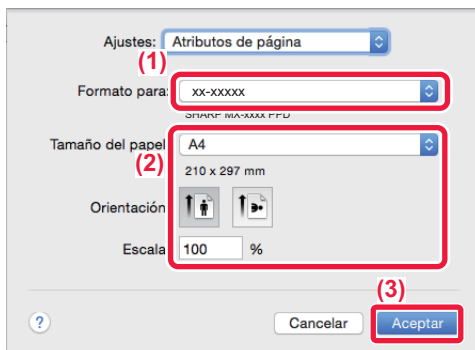 Ajustes: Atributos de página
(1)
Formato para: xx-xxxxx
SHARP MX-xxxx PPD
Tamaño del papel A4
(2)
210 x 297 mm
Orientación
Escala 100 %
(3)
? Cancelar Aceptar